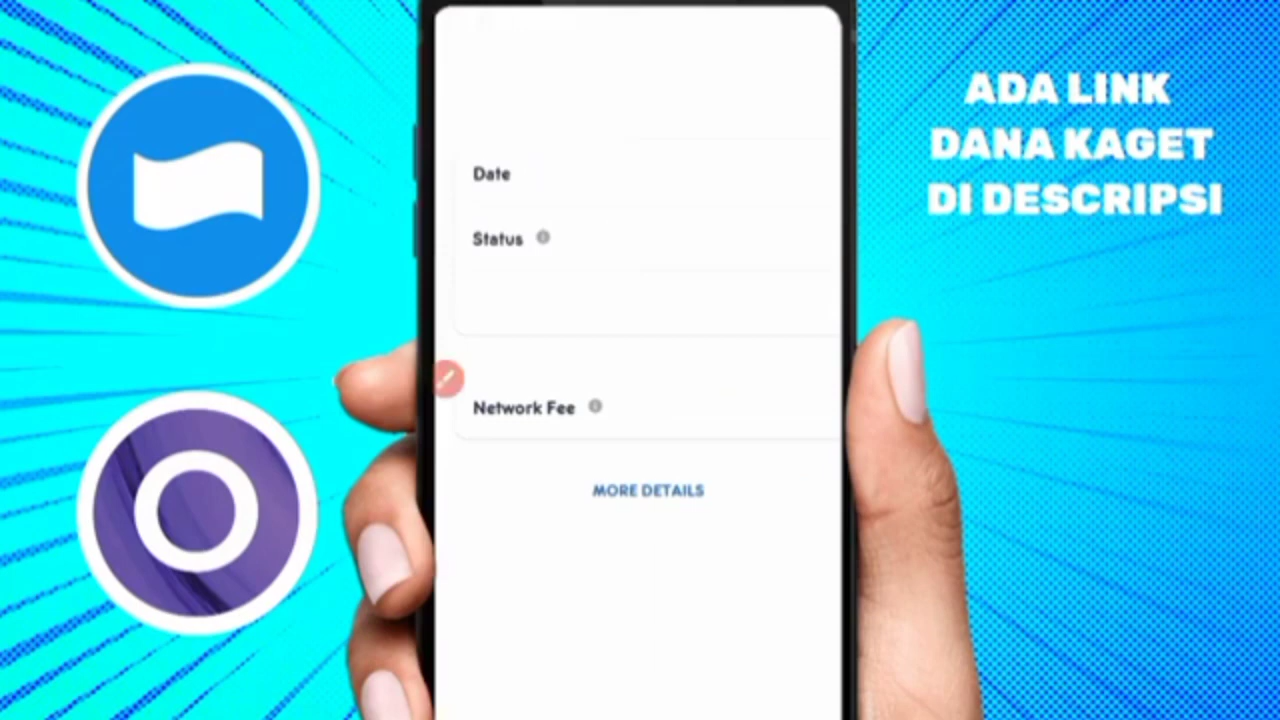 Date
Status
Network Fee
MORE DETAILS
ADA LINK
DANA KAGET
DI DESCRIPSI